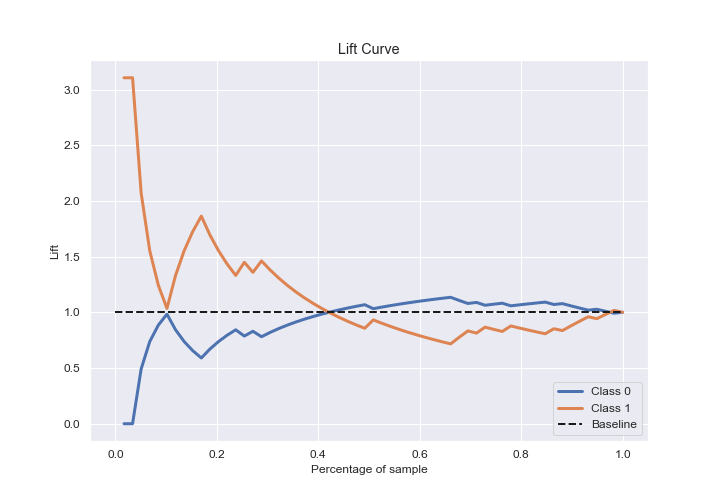 Lift Curve
Lift
3.0
2.5
2.0
1.5
1.0
0.5
0.0
0.0 0.2 0.4 0.6 0.8 1.0
Percentage of sample
Class 0
Class 1
Baseline